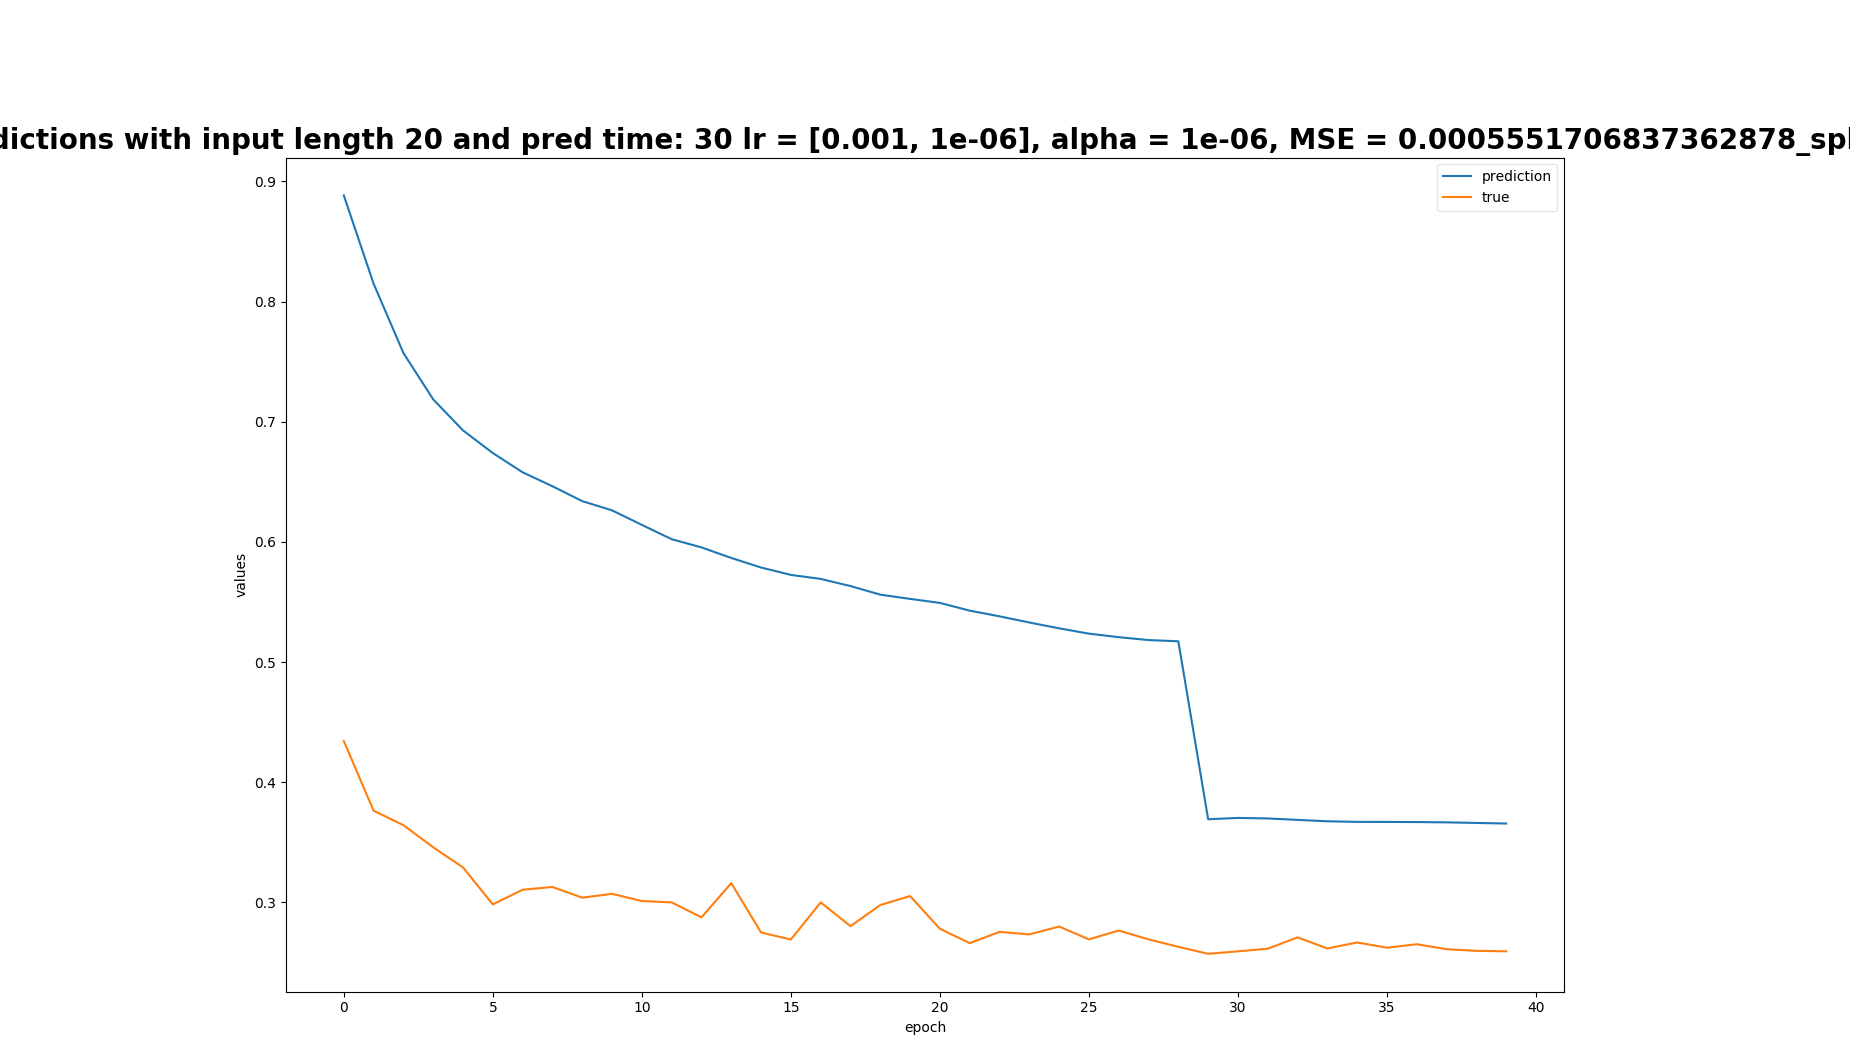 with input length 20 and pred time: 30 lr = [0.001, 1e-06], alpha = 1e-06, MSE = 0.0005551706837362878_spl
prediction
true
0.9
0.8
0.7
0.6
0.5
0.4
0.3
values
0 5 10 15 20 25 30 35 40
epoch